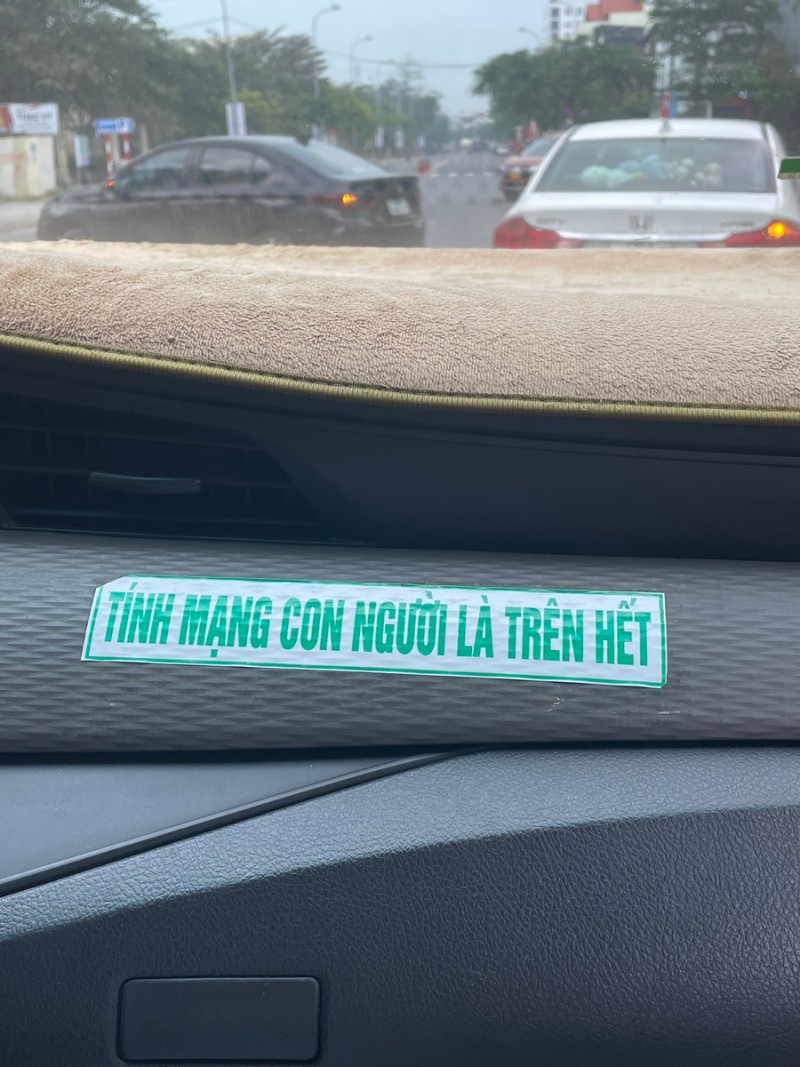 TÍNH MẠNG CON NGƯỜI LÀ TRÊN HẾT